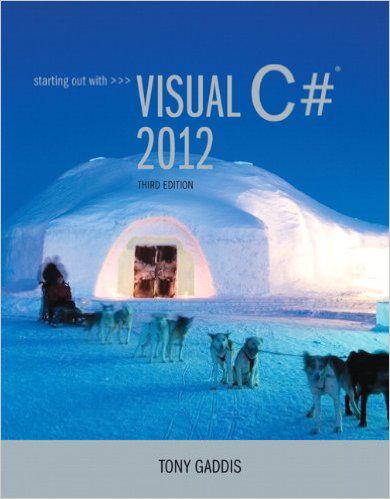 starting out with >>>
VISUAL C#®
2012
THIRD EDITION
TONY GADDIS